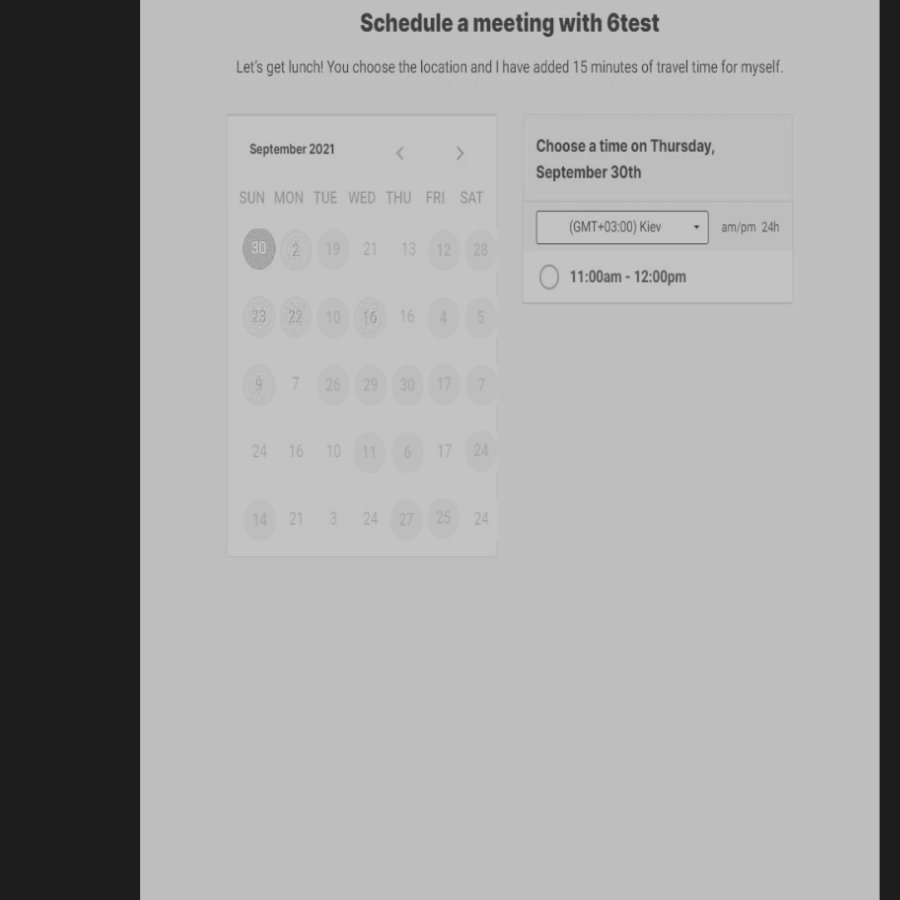 Schedule a meeting with 6test
Let's get lunch! You choose the location and I have added 15 minutes of travel time for myself.
September 2021
SUN MON TUE WED THU FRI SAT
30 2 19 21 13 12 28
23 22 10 16 16 4 5
9 7 26 29 30 17 7
24 16 10 11 6 17 24
14 21 3 24 27 25 24
Choose a time on Thursday,
September 30th
(GMT+03:00) Kiev am/pm 24h
11:00am - 12:00pm